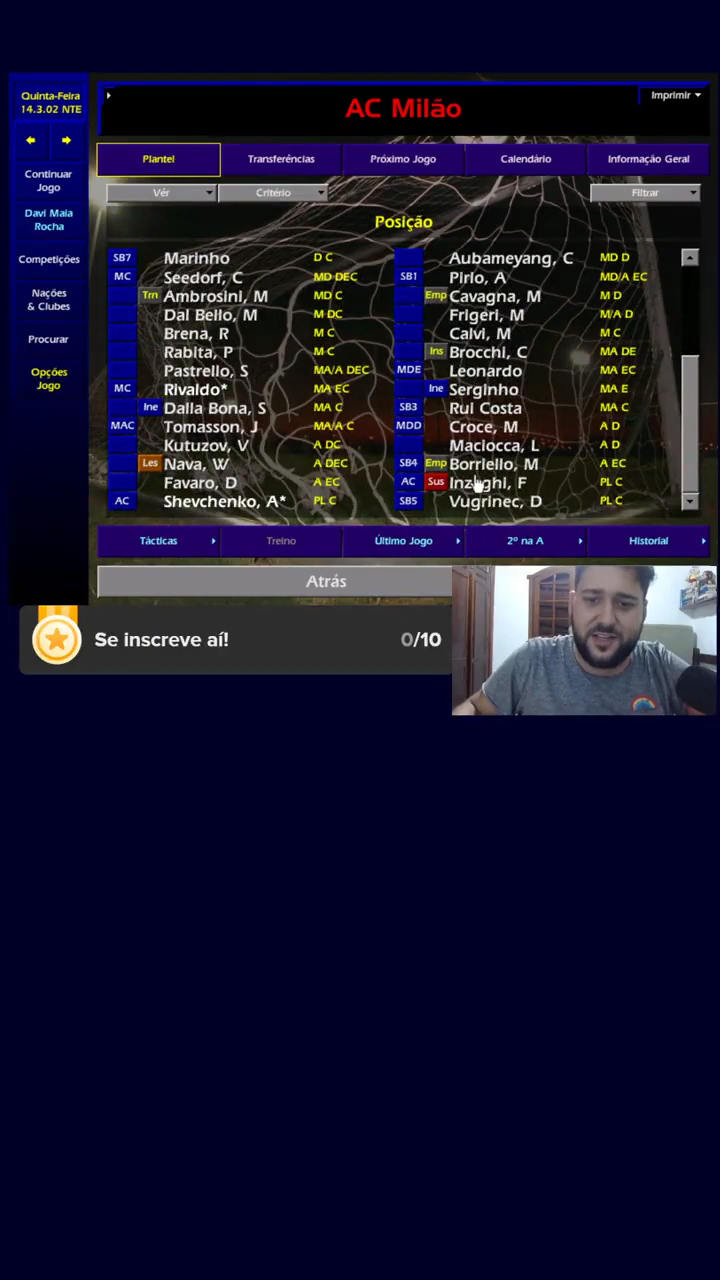 Quinta-Feira
14.3.02 NTE
AC Milão
Imprimir
Continuar
Jogo
Davi Maia
Rocha
Competições
Nações
& Clubes
Procurar
Opções
Jogo
Plantel
Transferências
Próximo Jogo
Calendário
Informação Geral
Vér
Critério
Filtrar
Posição
SB7 Marinho D C
Aubameyang, C MD D
MC Seedorf, C MD DEC
SB1 Pirlo, A MD/A EC
Trn Ambrosini, M MD C
Emp Cavagna, M M D
Dal Bello, M M DC
Frigeri, M M/A D
Brena, R M C
Calvi, M M C
Rabita, P M C
Ins Brocchi, C MA DE
Pastrello, S MA/A DEC
MDE Leonardo MA EC
MC Rivaldo* MA EC
Ine Serginho MA E
Ine Dalla Bona, S MA C
SB3 Rui Costa MA C
MAC Tomasson, J MA/A C
MDD Croce, M A D
Kutuzov, V A DC
Maciocca, L A D
Les Nava, W A DEC
SB4 Emp Borriello, M A EC
Favaro, D A EC
AC Sus Inzaghi, F PL C
AC Shevchenko, A* PL C
SB5 Vugrinec, D PL C
Tácticas
Treino
Último Jogo
2º na A
Historial
Atrás
Se inscreve aí! 0/10